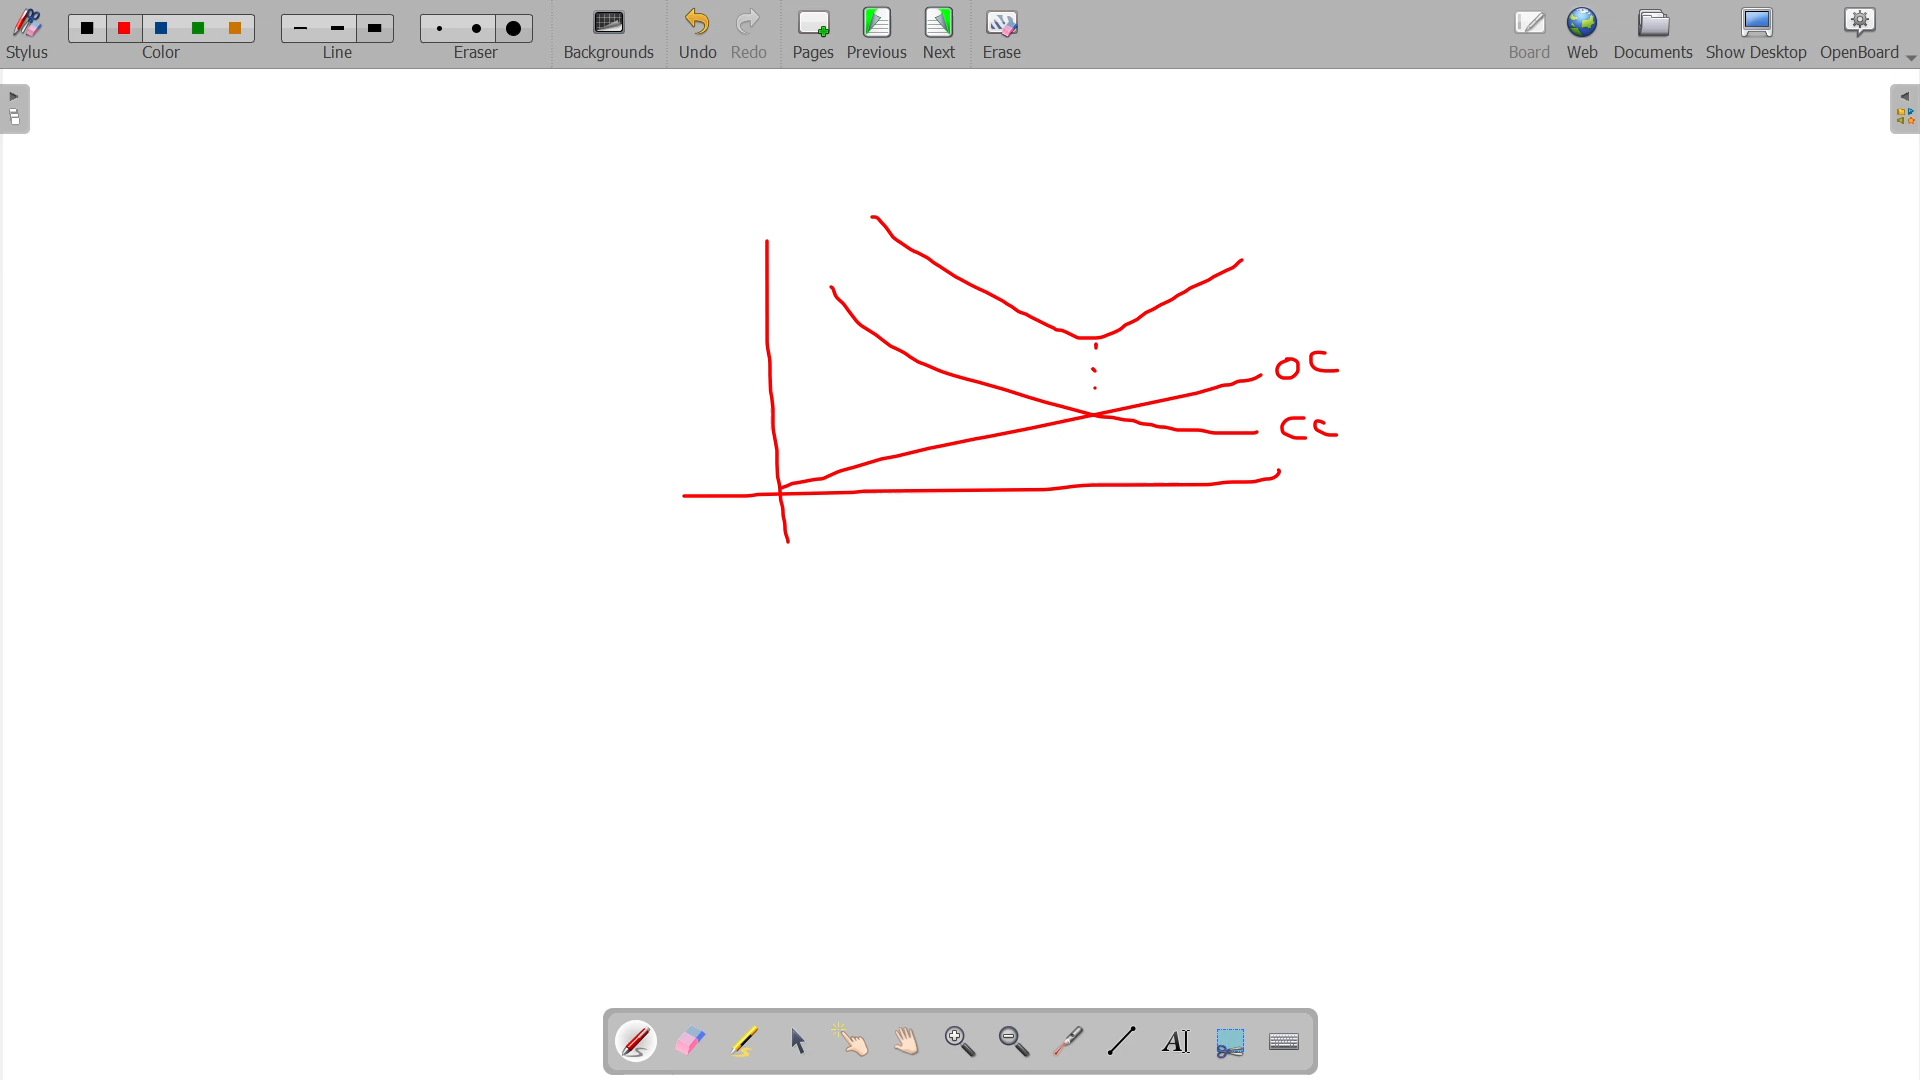 Stylus Color Line Eraser Backgrounds Undo Redo Pages Previous Next Erase Board Web Documents Show Desktop OpenBoard
OC
CC
AI